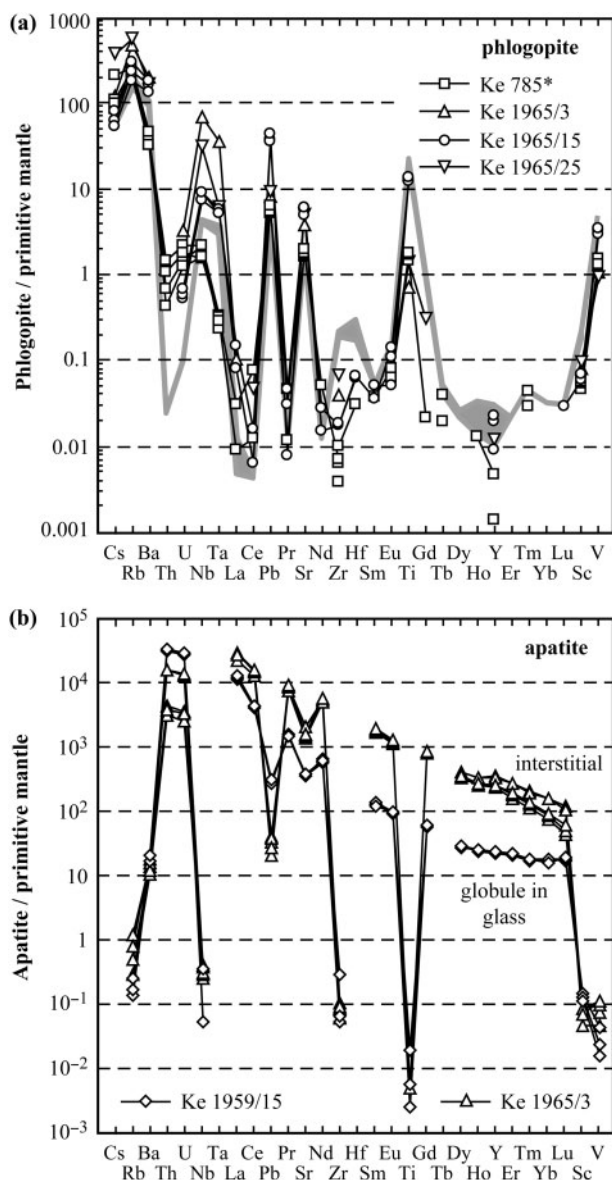 (a)
phlogopite
Ke 785*
Ke 1965/3
Ke 1965/15
Ke 1965/25
Phlogopite / primitive mantle
1000
100
10
1
0.1
0.01
0.001
Cs Ba U Ta Ce Pr Nd Hf Eu Gd Dy Y Tm Lu V
Rb Th Nb La Pb Sr Zr Sm Ti Tb Ho Er Yb Sc
(b)
apatite
interstitial
globule in
glass
Ke 1959/15
Ke 1965/3
Apatite / primitive mantle
10⁵
10⁴
10³
10²
10
1
10⁻¹
10⁻²
10⁻³
Cs Ba U Ta Ce Pr Nd Hf Eu Gd Dy Y Tm Lu V
Rb Th Nb La Pb Sr Zr Sm Ti Tb Ho Er Yb Sc